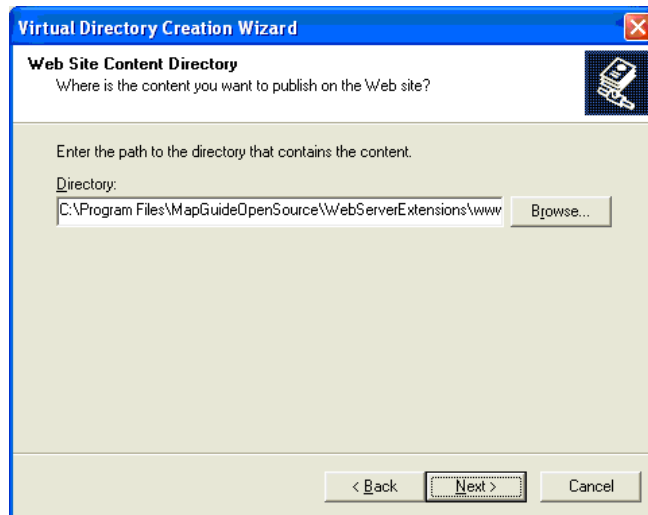 Virtual Directory Creation Wizard
Web Site Content Directory
Where is the content you want to publish on the Web site?
Enter the path to the directory that contains the content.
Directory:
C:\Program Files\MapGuideOpenSource\WebServerExtensions\www
Browse...
< Back
Next >
Cancel